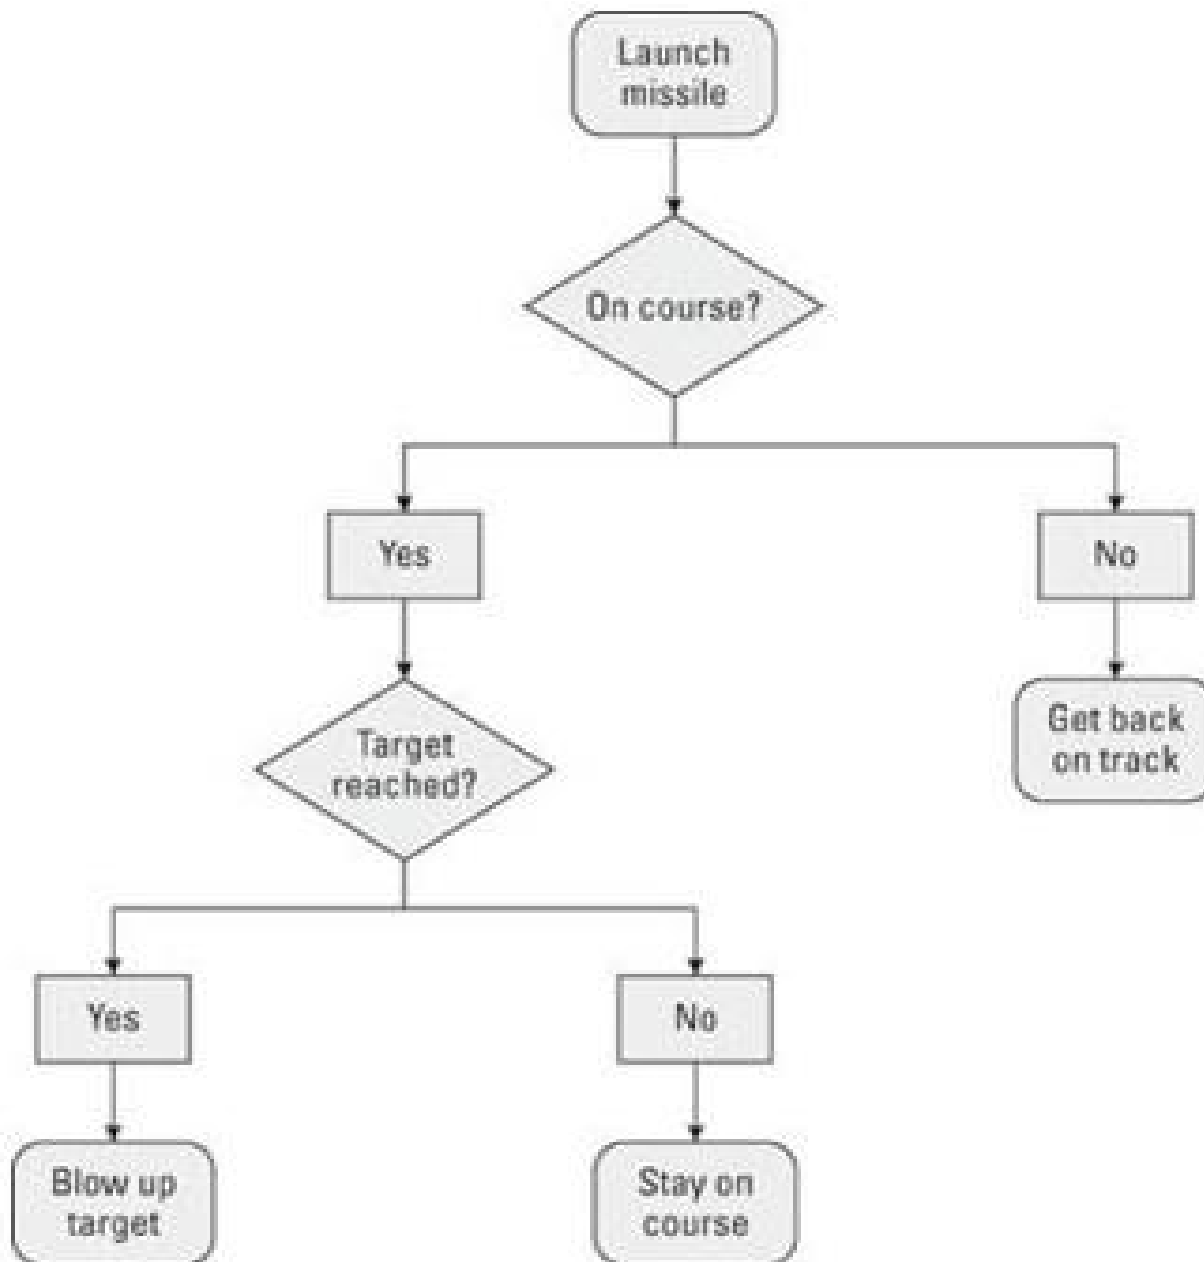 Launch
missile
On course?
Yes
No
Target
reached?
Get back
on track
Yes
No
Blow up
target
Stay on
course